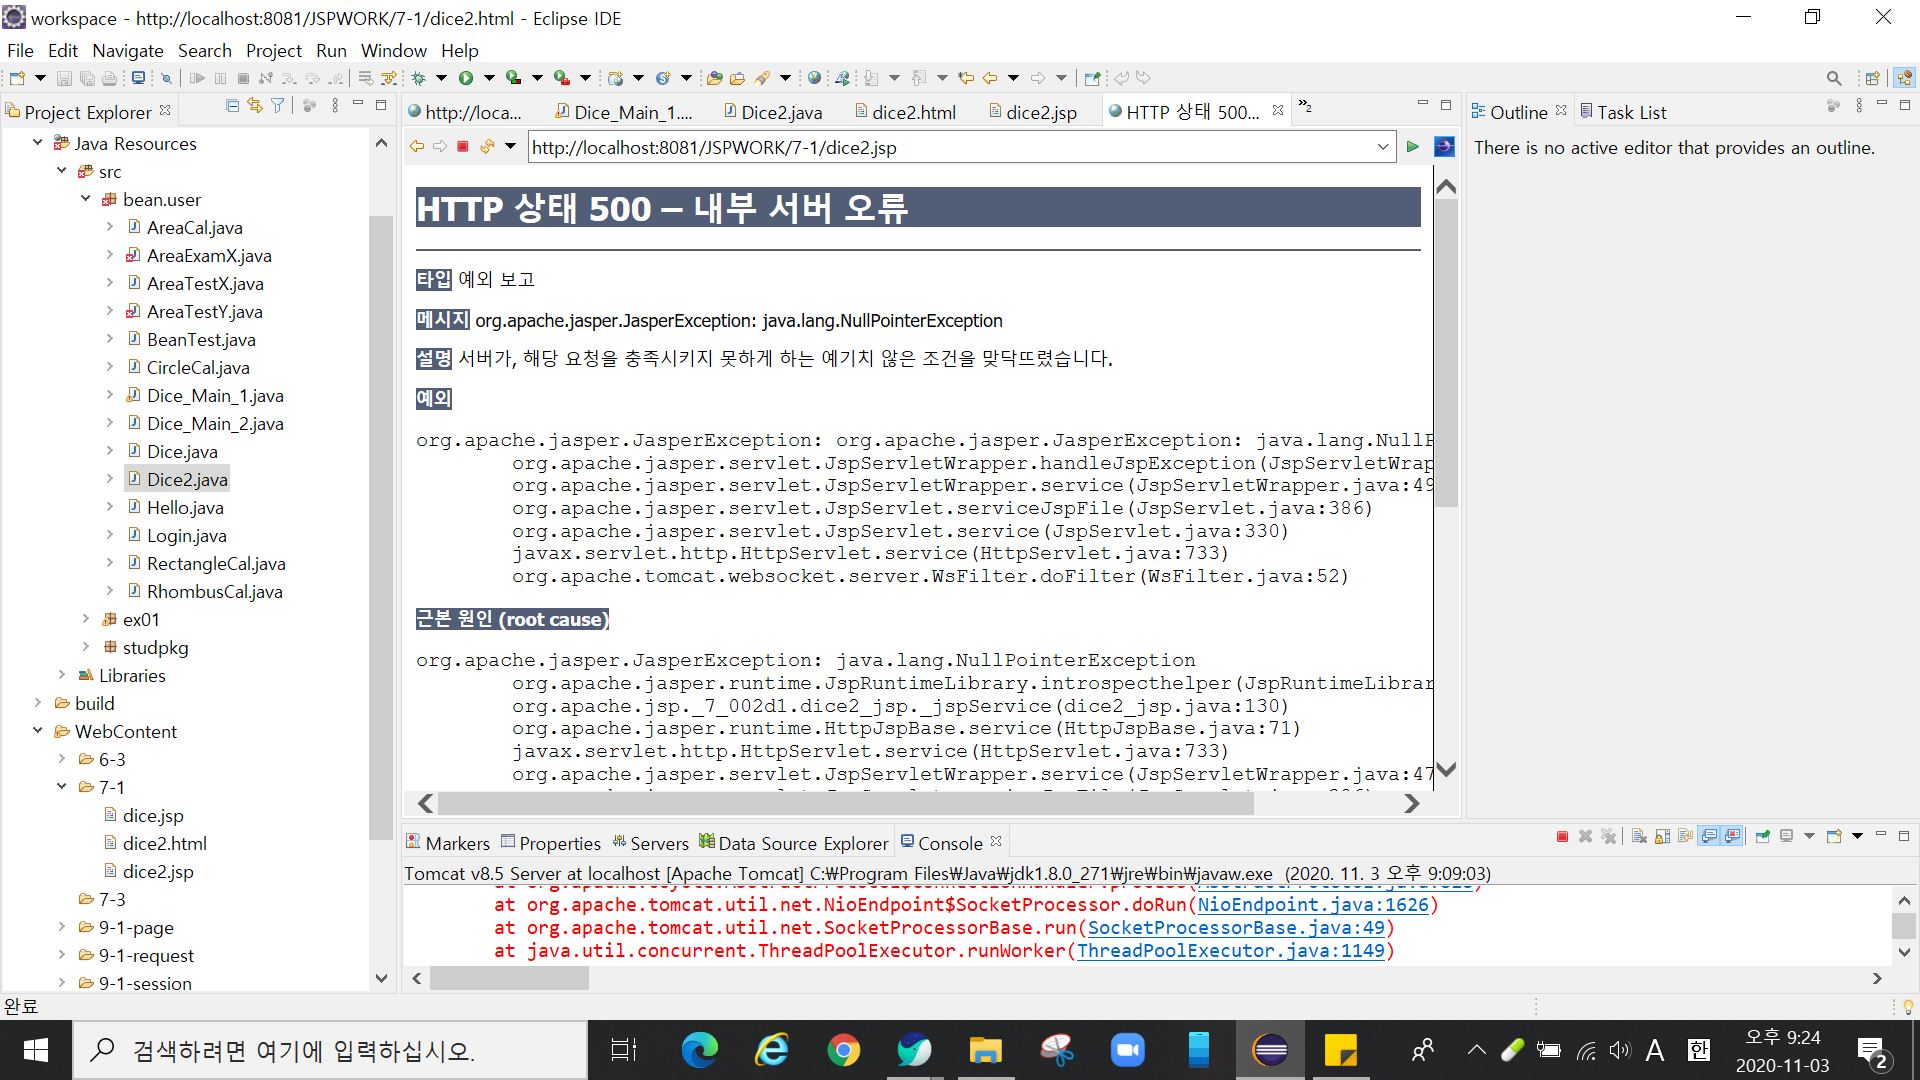 workspace - http://localhost:8081/JSPWORK/7-1/dice2.html - Eclipse IDE
File Edit Navigate Search Project Run Window Help
Project Explorer
Java Resources
src
bean.user
AreaCal.java
AreaExamX.java
AreaTestX.java
AreaTestY.java
BeanTest.java
CircleCal.java
Dice_Main_1.java
Dice_Main_2.java
Dice.java
Dice2.java
Hello.java
Login.java
RectangleCal.java
RhombusCal.java
ex01
studpkg
Libraries
build
WebContent
6-3
7-1
dice.jsp
dice2.html
dice2.jsp
7-3
9-1-page
9-1-request
9-1-session
http://loca... Dice_Main_1.... Dice2.java dice2.html dice2.jsp HTTP 상태 500... »2
http://localhost:8081/JSPWORK/7-1/dice2.jsp
HTTP 상태 500 – 내부 서버 오류
타입 예외 보고
메시지 org.apache.jasper.JasperException: java.lang.NullPointerException
설명 서버가, 해당 요청을 충족시키지 못하게 하는 예기치 않은 조건을 맞닥뜨렸습니다.
예외
org.apache.jasper.JasperException: org.apache.jasper.JasperException: java.lang.NullP
org.apache.jasper.servlet.JspServletWrapper.handleJspException(JspServletWrap
org.apache.jasper.servlet.JspServletWrapper.service(JspServletWrapper.java:49
org.apache.jasper.servlet.JspServlet.serviceJspFile(JspServlet.java:386)
org.apache.jasper.servlet.JspServlet.service(JspServlet.java:330)
javax.servlet.http.HttpServlet.service(HttpServlet.java:733)
org.apache.tomcat.websocket.server.WsFilter.doFilter(WsFilter.java:52)
근본 원인 (root cause)
org.apache.jasper.JasperException: java.lang.NullPointerException
org.apache.jasper.runtime.JspRuntimeLibrary.introspecthelper(JspRuntimeLibrar
org.apache.jsp._7_002d1.dice2_jsp._jspService(dice2_jsp.java:130)
org.apache.jasper.runtime.HttpJspBase.service(HttpJspBase.java:71)
javax.servlet.http.HttpServlet.service(HttpServlet.java:733)
org.apache.jasper.servlet.JspServletWrapper.service(JspServletWrapper.java:47
Outline Task List
There is no active editor that provides an outline.
Markers Properties Servers Data Source Explorer Console
Tomcat v8.5 Server at localhost [Apache Tomcat] C:₩Program Files₩Java₩jdk1.8.0_271₩jre₩bin₩javaw.exe (2020. 11. 3 오후 9:09:03)
at org.apache.tomcat.util.net.NioEndpoint$SocketProcessor.doRun(NioEndpoint.java:1626)
at org.apache.tomcat.util.net.SocketProcessorBase.run(SocketProcessorBase.java:49)
at java.util.concurrent.ThreadPoolExecutor.runWorker(ThreadPoolExecutor.java:1149)
완료
검색하려면 여기에 입력하십시오.
A 한
오후 9:24
2020-11-03
2